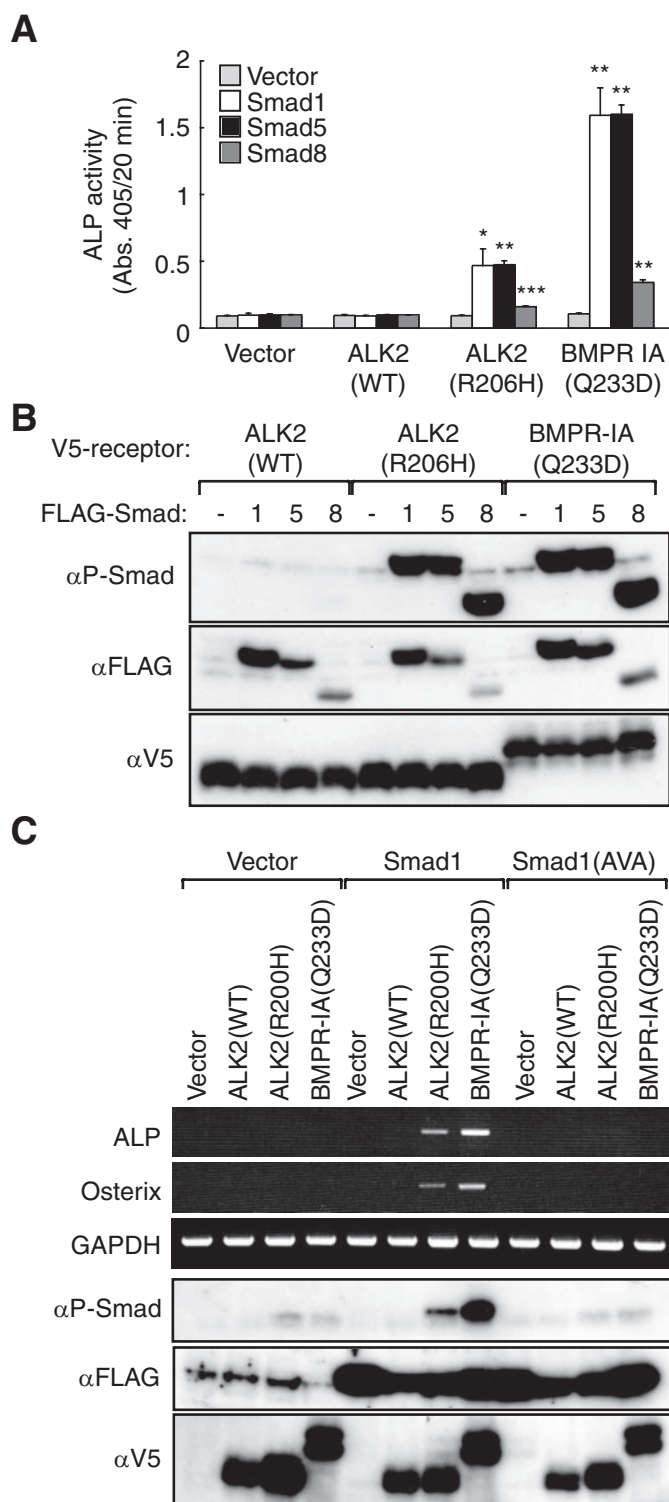 A
ALP activity
(Abs. 405/20 min)
2
1.5
1
0.5
0
Vector
Smad1
Smad5
Smad8
* ** *** ** ** **
Vector ALK2 ALK2 BMPR IA
(WT) (R206H) (Q233D)
B
V5-receptor: ALK2 ALK2 BMPR-IA
(WT) (R206H) (Q233D)
FLAG-Smad: - 1 5 8 - 1 5 8 - 1 5 8
αP-Smad
αFLAG
αV5
C
Vector Smad1 Smad1(AVA)
Vector ALK2(WT) ALK2(R200H) BMPR-IA(Q233D) Vector ALK2(WT) ALK2(R200H) BMPR-IA(Q233D) Vector ALK2(WT) ALK2(R200H) BMPR-IA(Q233D)
ALP
Osterix
GAPDH
αP-Smad
αFLAG
αV5